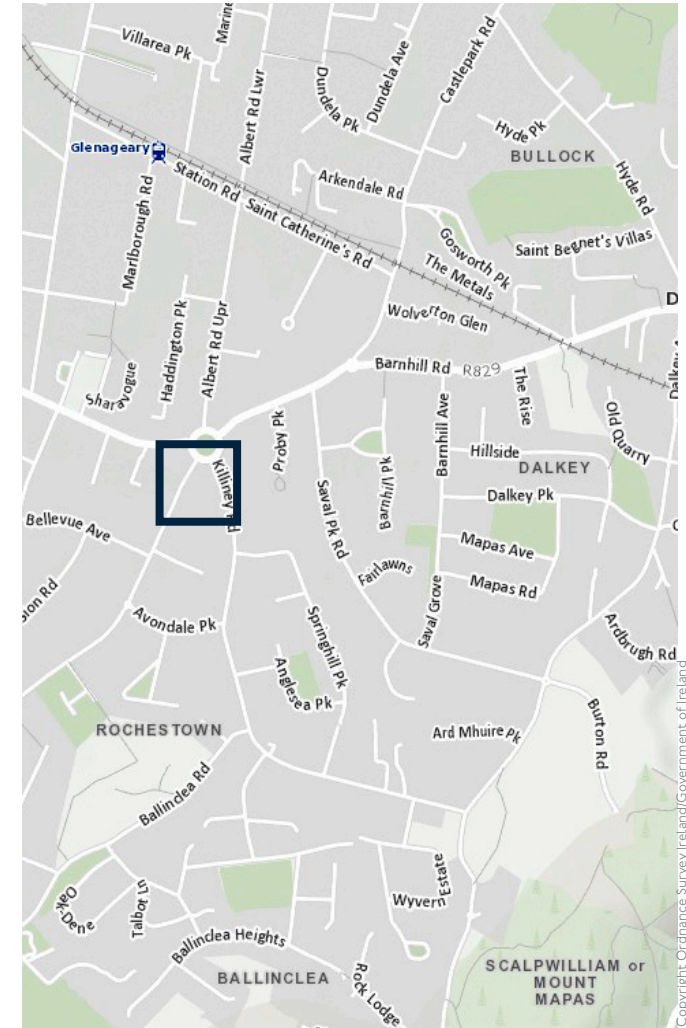 Villarea Pk
Marine
Albert Rd Lwr
Dundela Pk
Dundela Ave
Castlepark Rd
Hyde Pk
BULLOCK
Hyde Rd
Glenageary
Station Rd
Saint Catherine's Rd
Arkendale Rd
Marlborough Rd
Gosworth Pk
The Metals
Saint Begnet's Villas
D
Wolverton Glen
Haddington Pk
Albert Rd Upr
Barnhill Rd
R829
The Rise
Dalkey A
Sharavogue
Proby Pk
Barnhill Ave
Old Quarry
Hillside
DALKEY
Killiney Rd
Saval Pk Rd
Barnhill Pk
Dalkey Pk
Bellevue Ave
Mapas Ave
Fairlawns
Mapas Rd
sion Rd
Avondale Pk
Springhill Pk
Saval Grove
Ardbrugh Rd
Anglesea Pk
ROCHESTOWN
Ard Mhuire Pk
Burton Rd
Ballinclea Rd
Oak-Dene
Talbot Ln
Wyvern
Estate
Ballinclea Heights
BALLINCLEA
Rock Lodge
SCALPWILLIAM or
MOUNT
MAPAS
Copyright Ordnance Survey Ireland/Government of Ireland